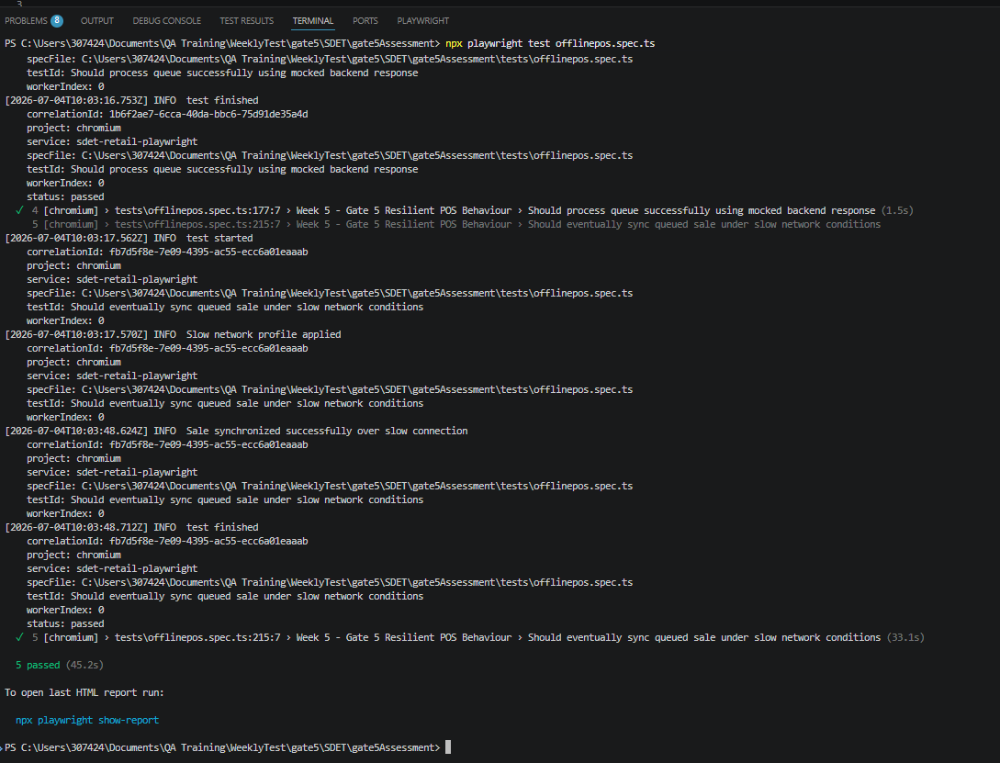 3
PROBLEMS 8 OUTPUT DEBUG CONSOLE TEST RESULTS TERMINAL PORTS PLAYWRIGHT
PS C:\Users\307424\Documents\QA Training\WeeklyTest\gate5\SDET\gate5Assessment> npx playwright test offlinepos.spec.ts
specFile: C:\Users\307424\Documents\QA Training\WeeklyTest\gate5\SDET\gate5Assessment\tests\offlinepos.spec.ts
testId: Should process queue successfully using mocked backend response
workerIndex: 0
[2026-07-04T10:03:16.753Z] INFO test finished
correlationId: 1b6f2ae7-6cca-40da-bbc6-75d91de35a4d
project: chromium
service: sdet-retail-playwright
specFile: C:\Users\307424\Documents\QA Training\WeeklyTest\gate5\SDET\gate5Assessment\tests\offlinepos.spec.ts
testId: Should process queue successfully using mocked backend response
workerIndex: 0
status: passed
✓ 4 [chromium] › tests\offlinepos.spec.ts:177:7 › Week 5 - Gate 5 Resilient POS Behaviour › Should process queue successfully using mocked backend response (1.5s)
5 [chromium] › tests\offlinepos.spec.ts:215:7 › Week 5 - Gate 5 Resilient POS Behaviour › Should eventually sync queued sale under slow network conditions
[2026-07-04T10:03:17.562Z] INFO test started
correlationId: fb7d5f8e-7e09-4395-ac55-ecc6a01eaaab
project: chromium
service: sdet-retail-playwright
specFile: C:\Users\307424\Documents\QA Training\WeeklyTest\gate5\SDET\gate5Assessment\tests\offlinepos.spec.ts
testId: Should eventually sync queued sale under slow network conditions
workerIndex: 0
[2026-07-04T10:03:17.570Z] INFO Slow network profile applied
correlationId: fb7d5f8e-7e09-4395-ac55-ecc6a01eaaab
project: chromium
service: sdet-retail-playwright
specFile: C:\Users\307424\Documents\QA Training\WeeklyTest\gate5\SDET\gate5Assessment\tests\offlinepos.spec.ts
testId: Should eventually sync queued sale under slow network conditions
workerIndex: 0
[2026-07-04T10:03:48.624Z] INFO Sale synchronized successfully over slow connection
correlationId: fb7d5f8e-7e09-4395-ac55-ecc6a01eaaab
project: chromium
service: sdet-retail-playwright
specFile: C:\Users\307424\Documents\QA Training\WeeklyTest\gate5\SDET\gate5Assessment\tests\offlinepos.spec.ts
testId: Should eventually sync queued sale under slow network conditions
workerIndex: 0
[2026-07-04T10:03:48.712Z] INFO test finished
correlationId: fb7d5f8e-7e09-4395-ac55-ecc6a01eaaab
project: chromium
service: sdet-retail-playwright
specFile: C:\Users\307424\Documents\QA Training\WeeklyTest\gate5\SDET\gate5Assessment\tests\offlinepos.spec.ts
testId: Should eventually sync queued sale under slow network conditions
workerIndex: 0
status: passed
✓ 5 [chromium] › tests\offlinepos.spec.ts:215:7 › Week 5 - Gate 5 Resilient POS Behaviour › Should eventually sync queued sale under slow network conditions (33.1s)
5 passed (45.2s)
To open last HTML report run:
npx playwright show-report
PS C:\Users\307424\Documents\QA Training\WeeklyTest\gate5\SDET\gate5Assessment>